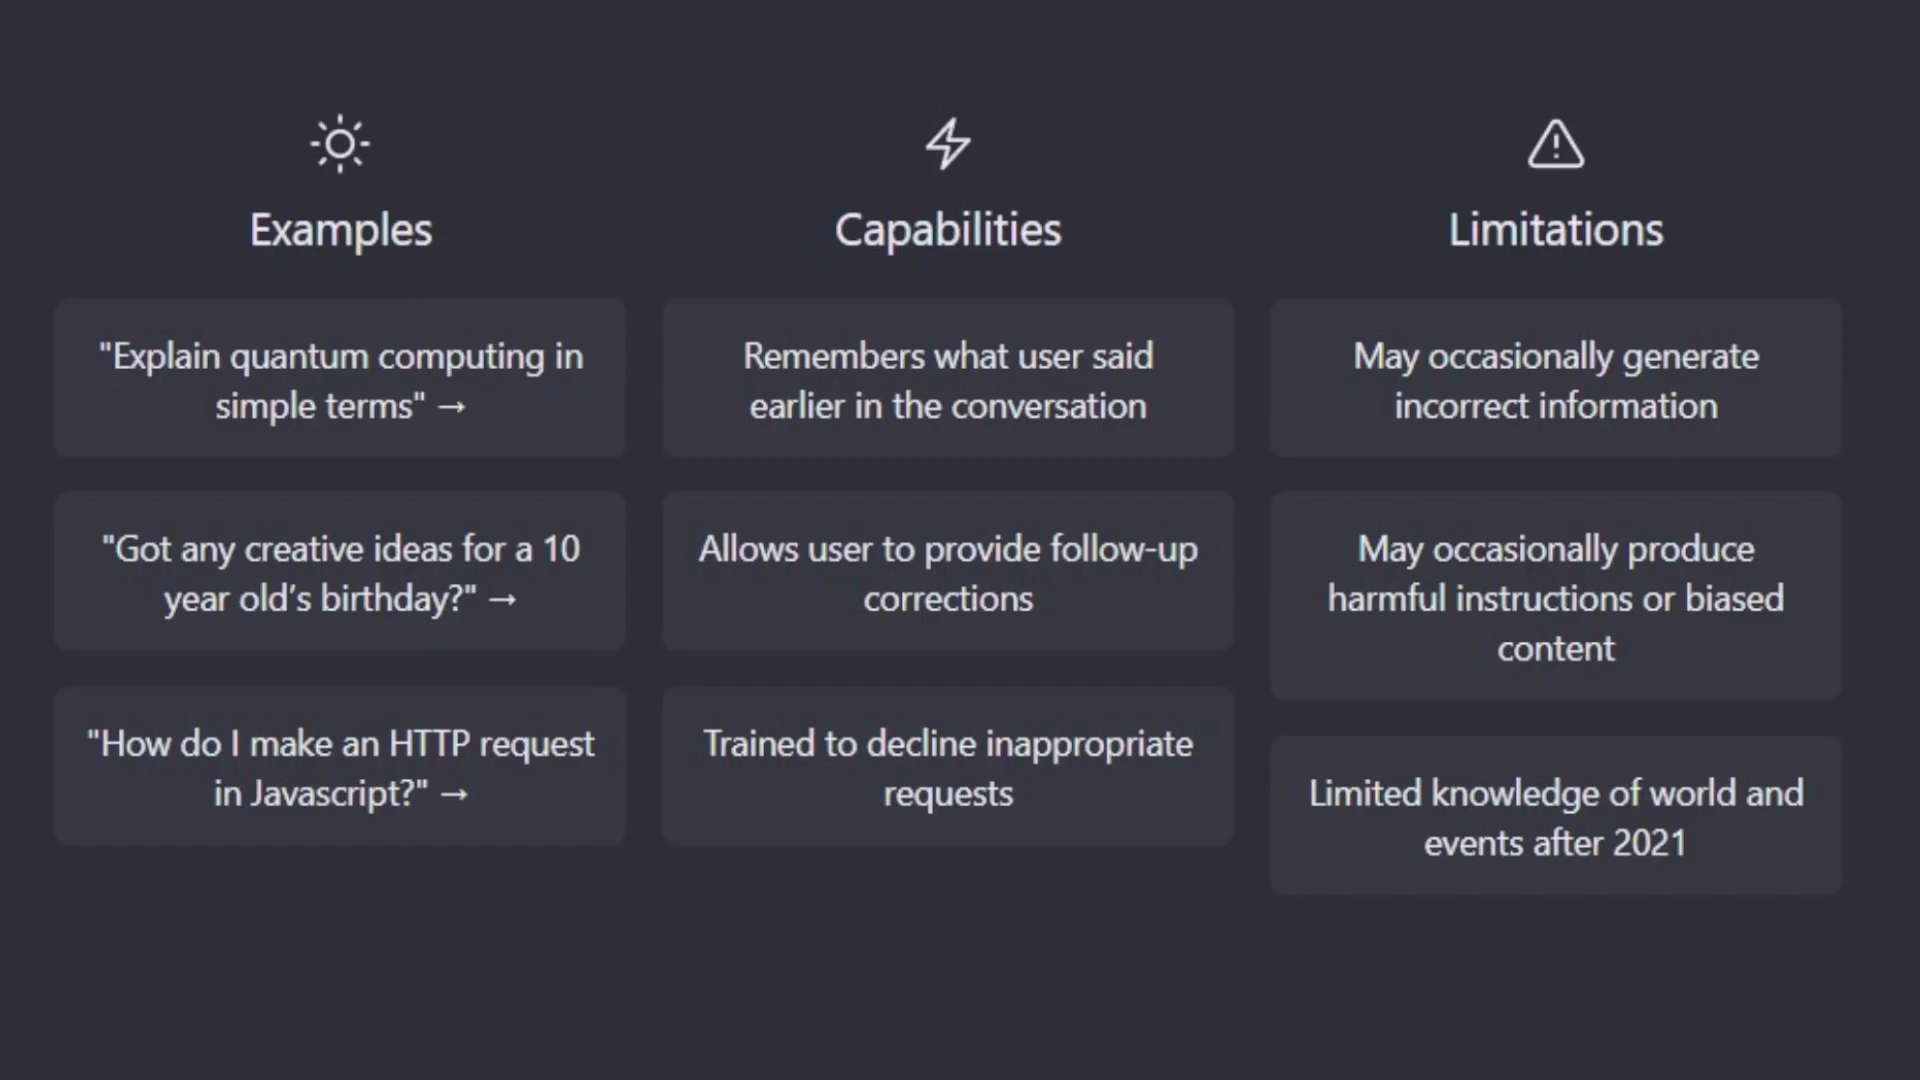 Examples
"Explain quantum computing in
simple terms" →
"Got any creative ideas for a 10
year old’s birthday?" →
"How do I make an HTTP request
in Javascript?" →
Capabilities
Remembers what user said
earlier in the conversation
Allows user to provide follow-up
corrections
Trained to decline inappropriate
requests
Limitations
May occasionally generate
incorrect information
May occasionally produce
harmful instructions or biased
content
Limited knowledge of world and
events after 2021